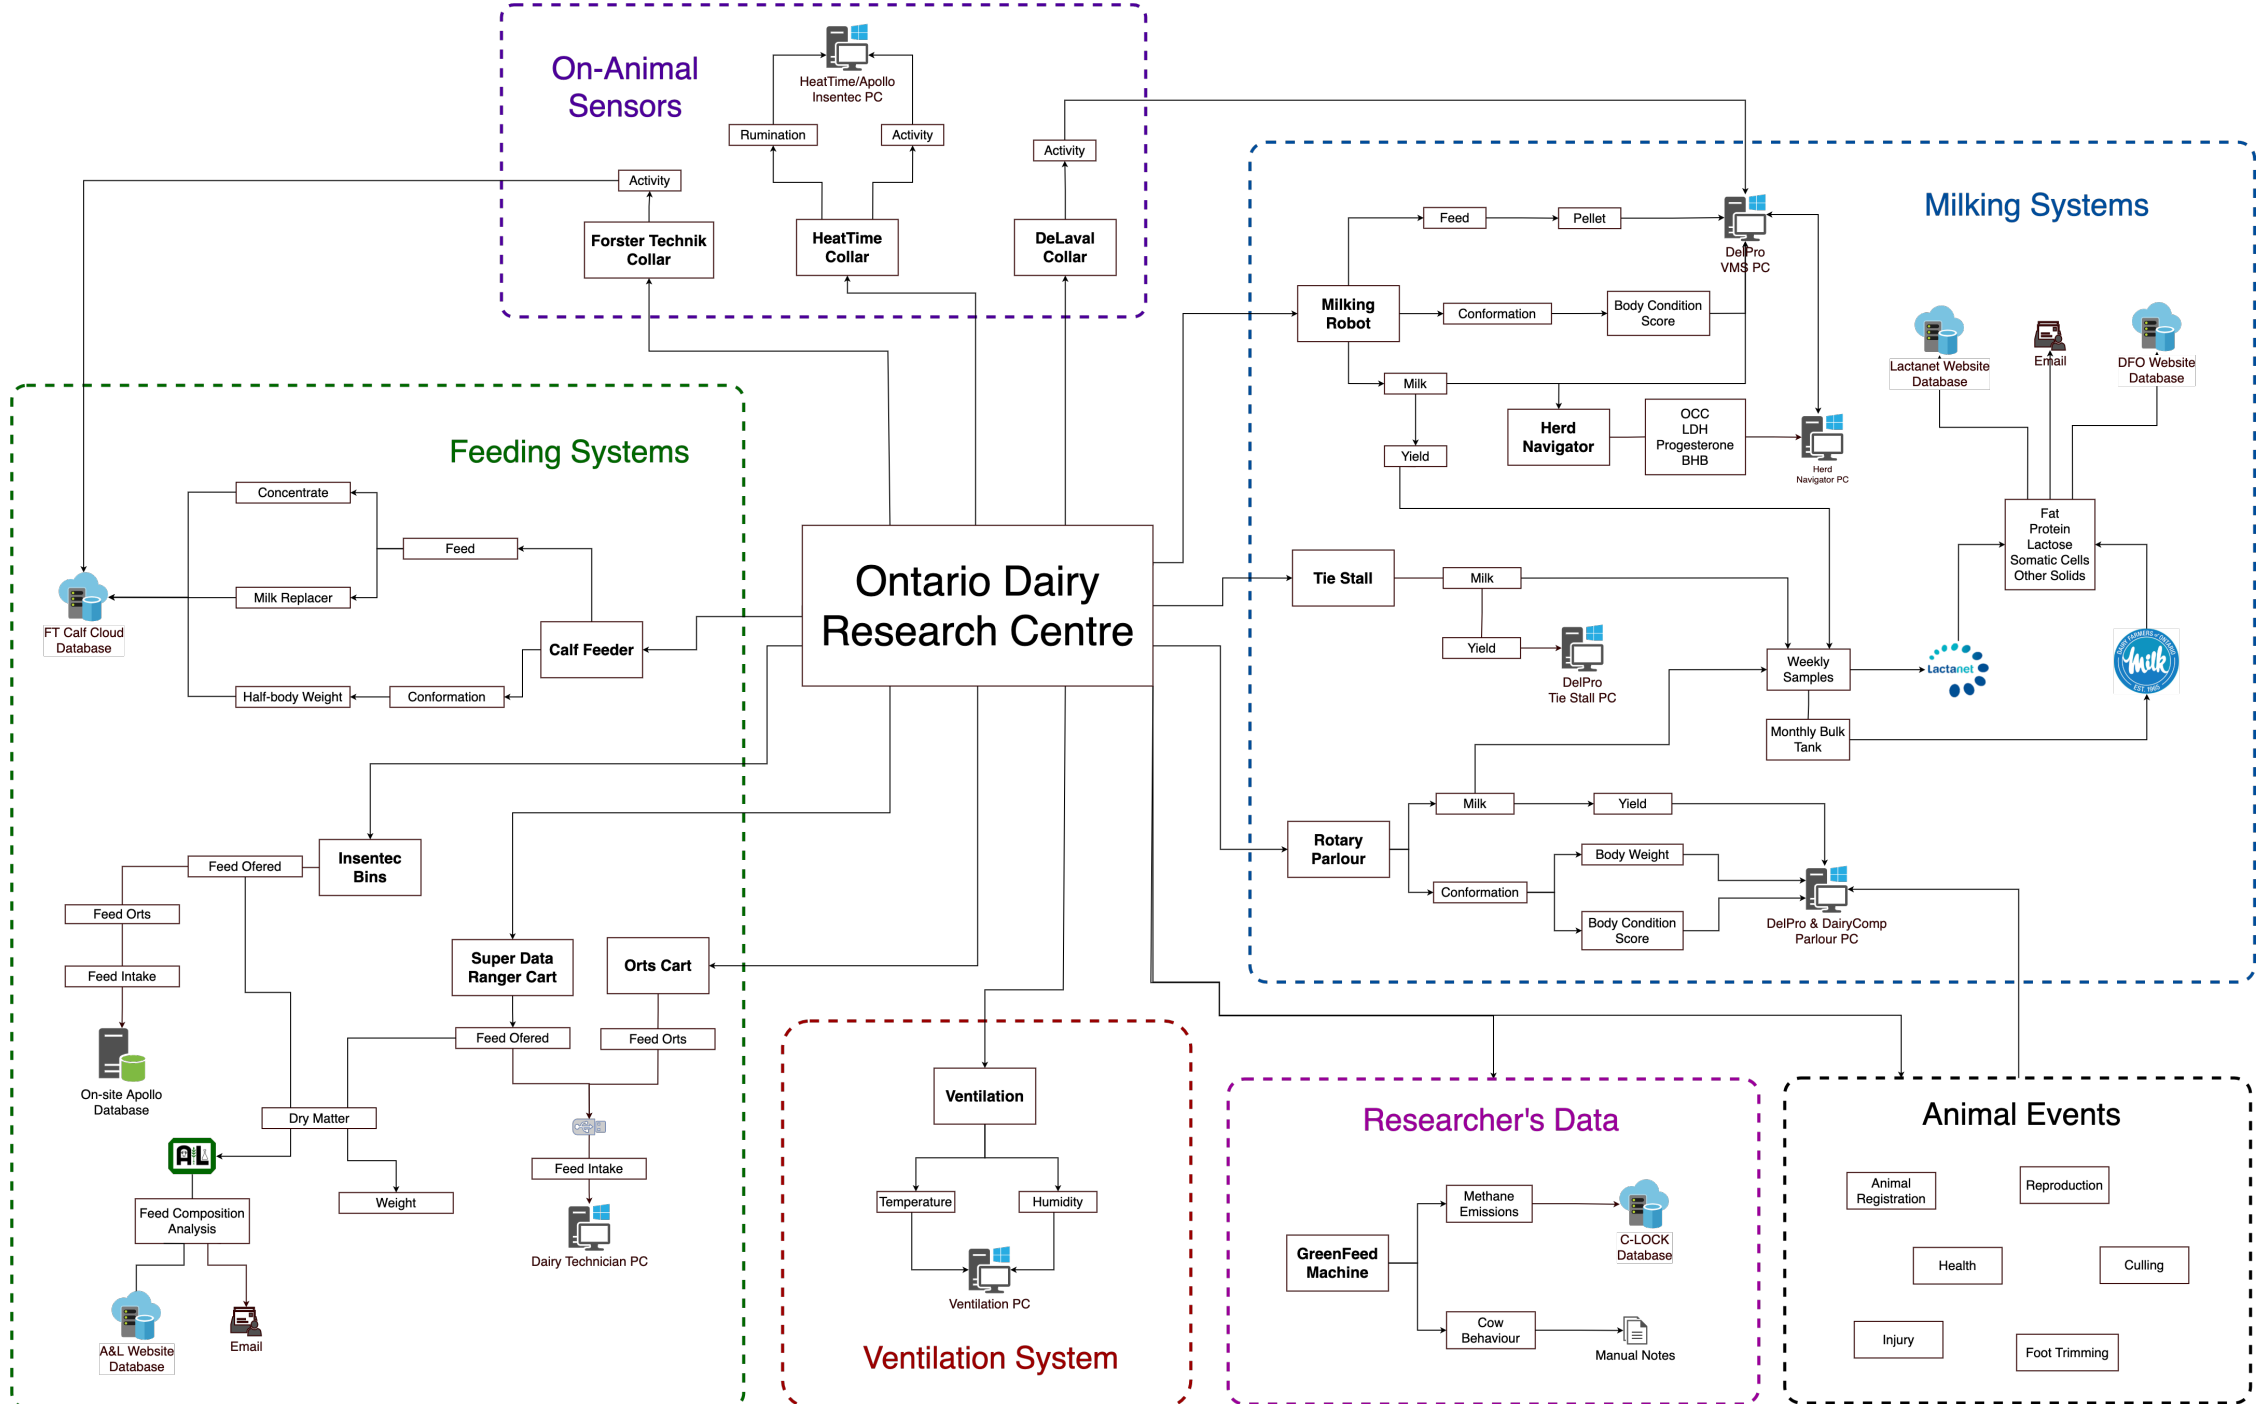 On-Animal
Sensors
HeatTime/Apollo
Insentec PC
Rumination
Activity
Activity
Activity
Forster Technik
Collar
HeatTime
Collar
DeLaval
Collar
Milking Systems
Feed
Pellet
DelPro
VMS PC
Milking
Robot
Conformation
Body Condition
Score
Milk
Yield
Herd
Navigator
OCC
LDH
Progesterone
BHB
Herd
Navigator PC
Lactanet Website
Database
Email
DFO Website
Database
Fat
Protein
Lactose
Somatic Cells
Other Solids
Tie Stall
Milk
Yield
DelPro
Tie Stall PC
Weekly
Samples
Lactanet
DAIRY FARMERS of ONTARIO
Milk
EST. 1965
Monthly Bulk
Tank
Rotary
Parlour
Milk
Yield
Conformation
Body Weight
Body Condition
Score
DelPro & DairyComp
Parlour PC
Feeding Systems
Concentrate
Feed
Milk Replacer
FT Calf Cloud
Database
Calf Feeder
Half-body Weight
Conformation
Ontario Dairy
Research Centre
Insentec
Bins
Feed Ofered
Feed Orts
Feed Intake
On-site Apollo
Database
Super Data
Ranger Cart
Orts Cart
Feed Ofered
Feed Orts
Dry Matter
A&L
Feed Composition
Analysis
Weight
Feed Intake
Dairy Technician PC
A&L Website
Database
Email
Ventilation
Temperature
Humidity
Ventilation PC
Ventilation System
Researcher's Data
GreenFeed
Machine
Methane
Emissions
C-LOCK
Database
Cow
Behaviour
Manual Notes
Animal Events
Animal
Registration
Reproduction
Health
Culling
Injury
Foot Trimming